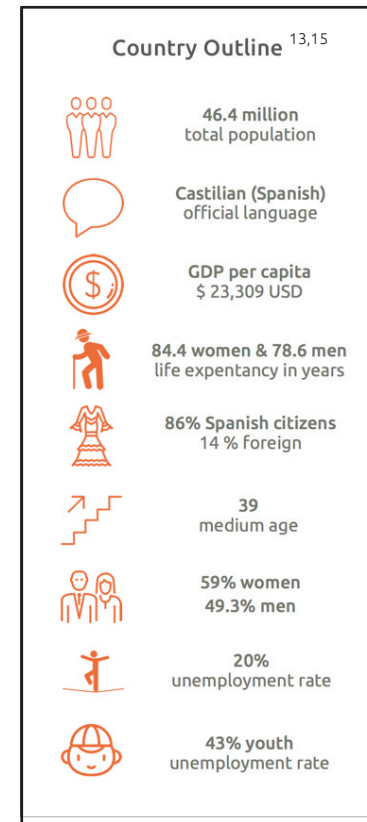 Country Outline 13,15
46.4 million
total population
Castilian (Spanish)
official language
$
GDP per capita
$ 23,309 USD
84.4 women & 78.6 men
life expentancy in years
86% Spanish citizens
14 % foreign
39
medium age
59% women
49.3% men
20%
unemployment rate
43% youth
unemployment rate